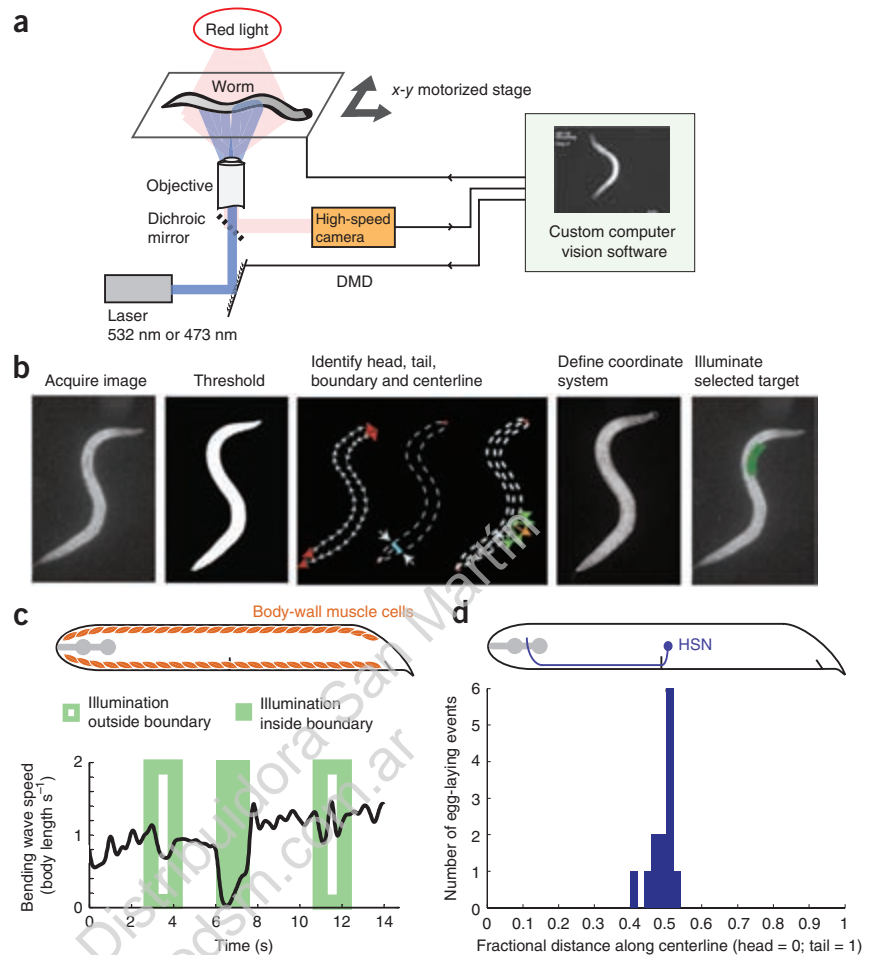 a
Red light
Worm
x-y motorized stage
Objective
Dichroic
mirror
High-speed
camera
Custom computer
vision software
DMD
Laser
532 nm or 473 nm
b
Acquire image
Threshold
Identify head, tail,
boundary and centerline
Define coordinate
system
Illuminate
selected target
c
Body-wall muscle cells
Illumination
outside boundary
Illumination
inside boundary
Bending wave speed
(body length s⁻¹)
2
1
0
0 2 4 6 8 10 12 14
Time (s)
d
HSN
Number of egg-laying events
6
5
4
3
2
1
0
0 0.1 0.2 0.3 0.4 0.5 0.6 0.7 0.8 0.9 1
Fractional distance along centerline (head = 0; tail = 1)
Distribuidora San Martín
edsm.com.ar